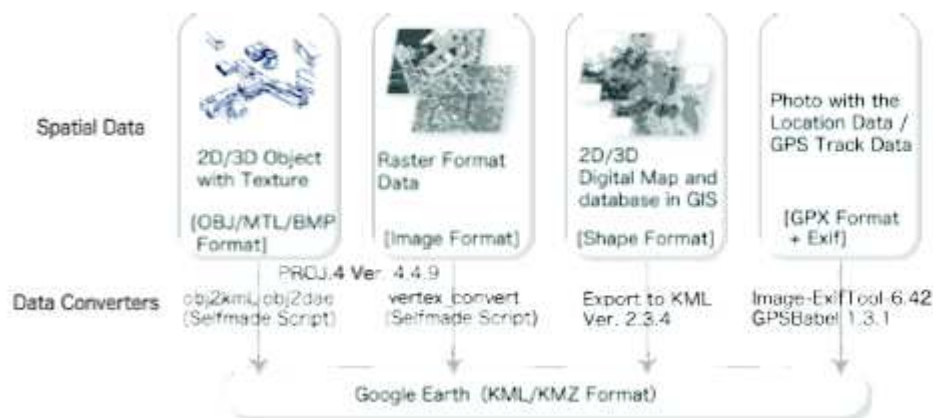 Spatial Data
2D/3D Object
with Texture
[OBJ/MTL/BMP
Format]
Raster Format
Data
[Image Format]
2D/3D
Digital Map and
database in GIS
[Shape Format]
Photo with the
Location Data /
GPS Track Data
[GPX Format
+ Exif]
PROJ.4 Ver. 4.4.9
Data Converters
obj2kml,obj2dae
(Selfmade Script)
vertex_convert
(Selfmade Script)
Export to KML
Ver. 2.3.4
Image-ExifTool-6.42
GPSBabel 1.3.1
Google Earth (KML/KMZ Format)